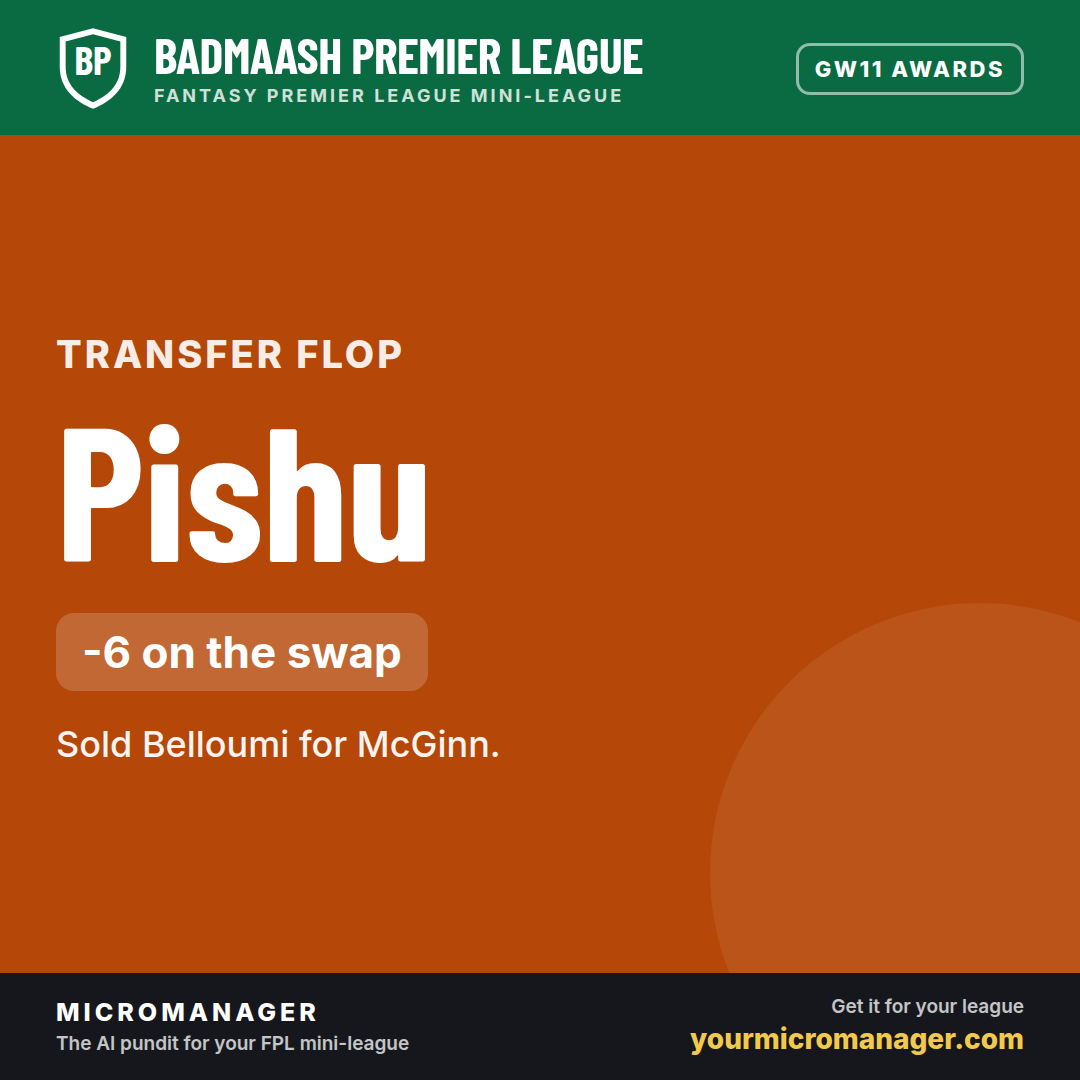 BP
BADMAASH PREMIER LEAGUE
FANTASY PREMIER LEAGUE MINI-LEAGUE
GW11 AWARDS
TRANSFER FLOP
Pishu
-6 on the swap
Sold Belloumi for McGinn.
MICROMANAGER
The AI pundit for your FPL mini-league
Get it for your league
yourmicromanager.com